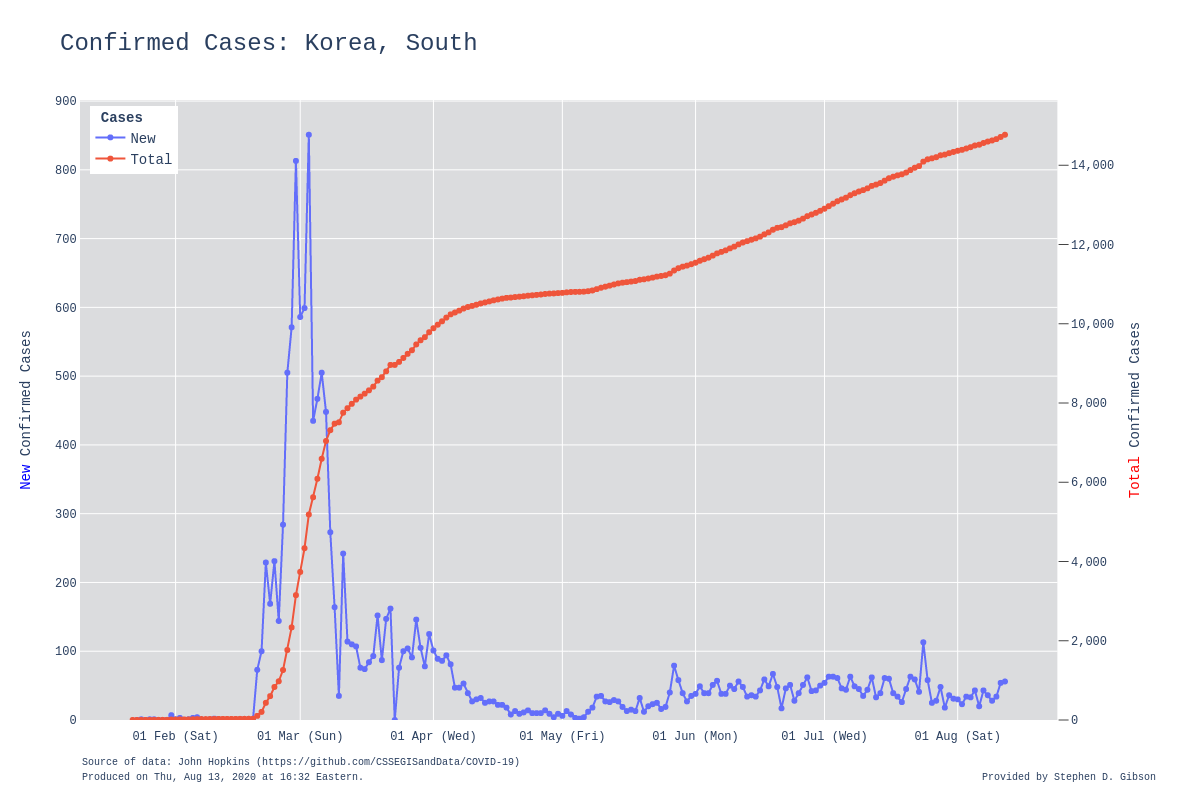 Confirmed Cases: Korea, South
Cases
New
Total
900
800
700
600
500
400
300
200
100
0
New Confirmed Cases
14,000
12,000
10,000
8,000
6,000
4,000
2,000
0
Total Confirmed Cases
01 Feb (Sat) 01 Mar (Sun) 01 Apr (Wed) 01 May (Fri) 01 Jun (Mon) 01 Jul (Wed) 01 Aug (Sat)
Source of data: John Hopkins (https://github.com/CSSEGISandData/COVID-19)
Produced on Thu, Aug 13, 2020 at 16:32 Eastern.
Provided by Stephen D. Gibson